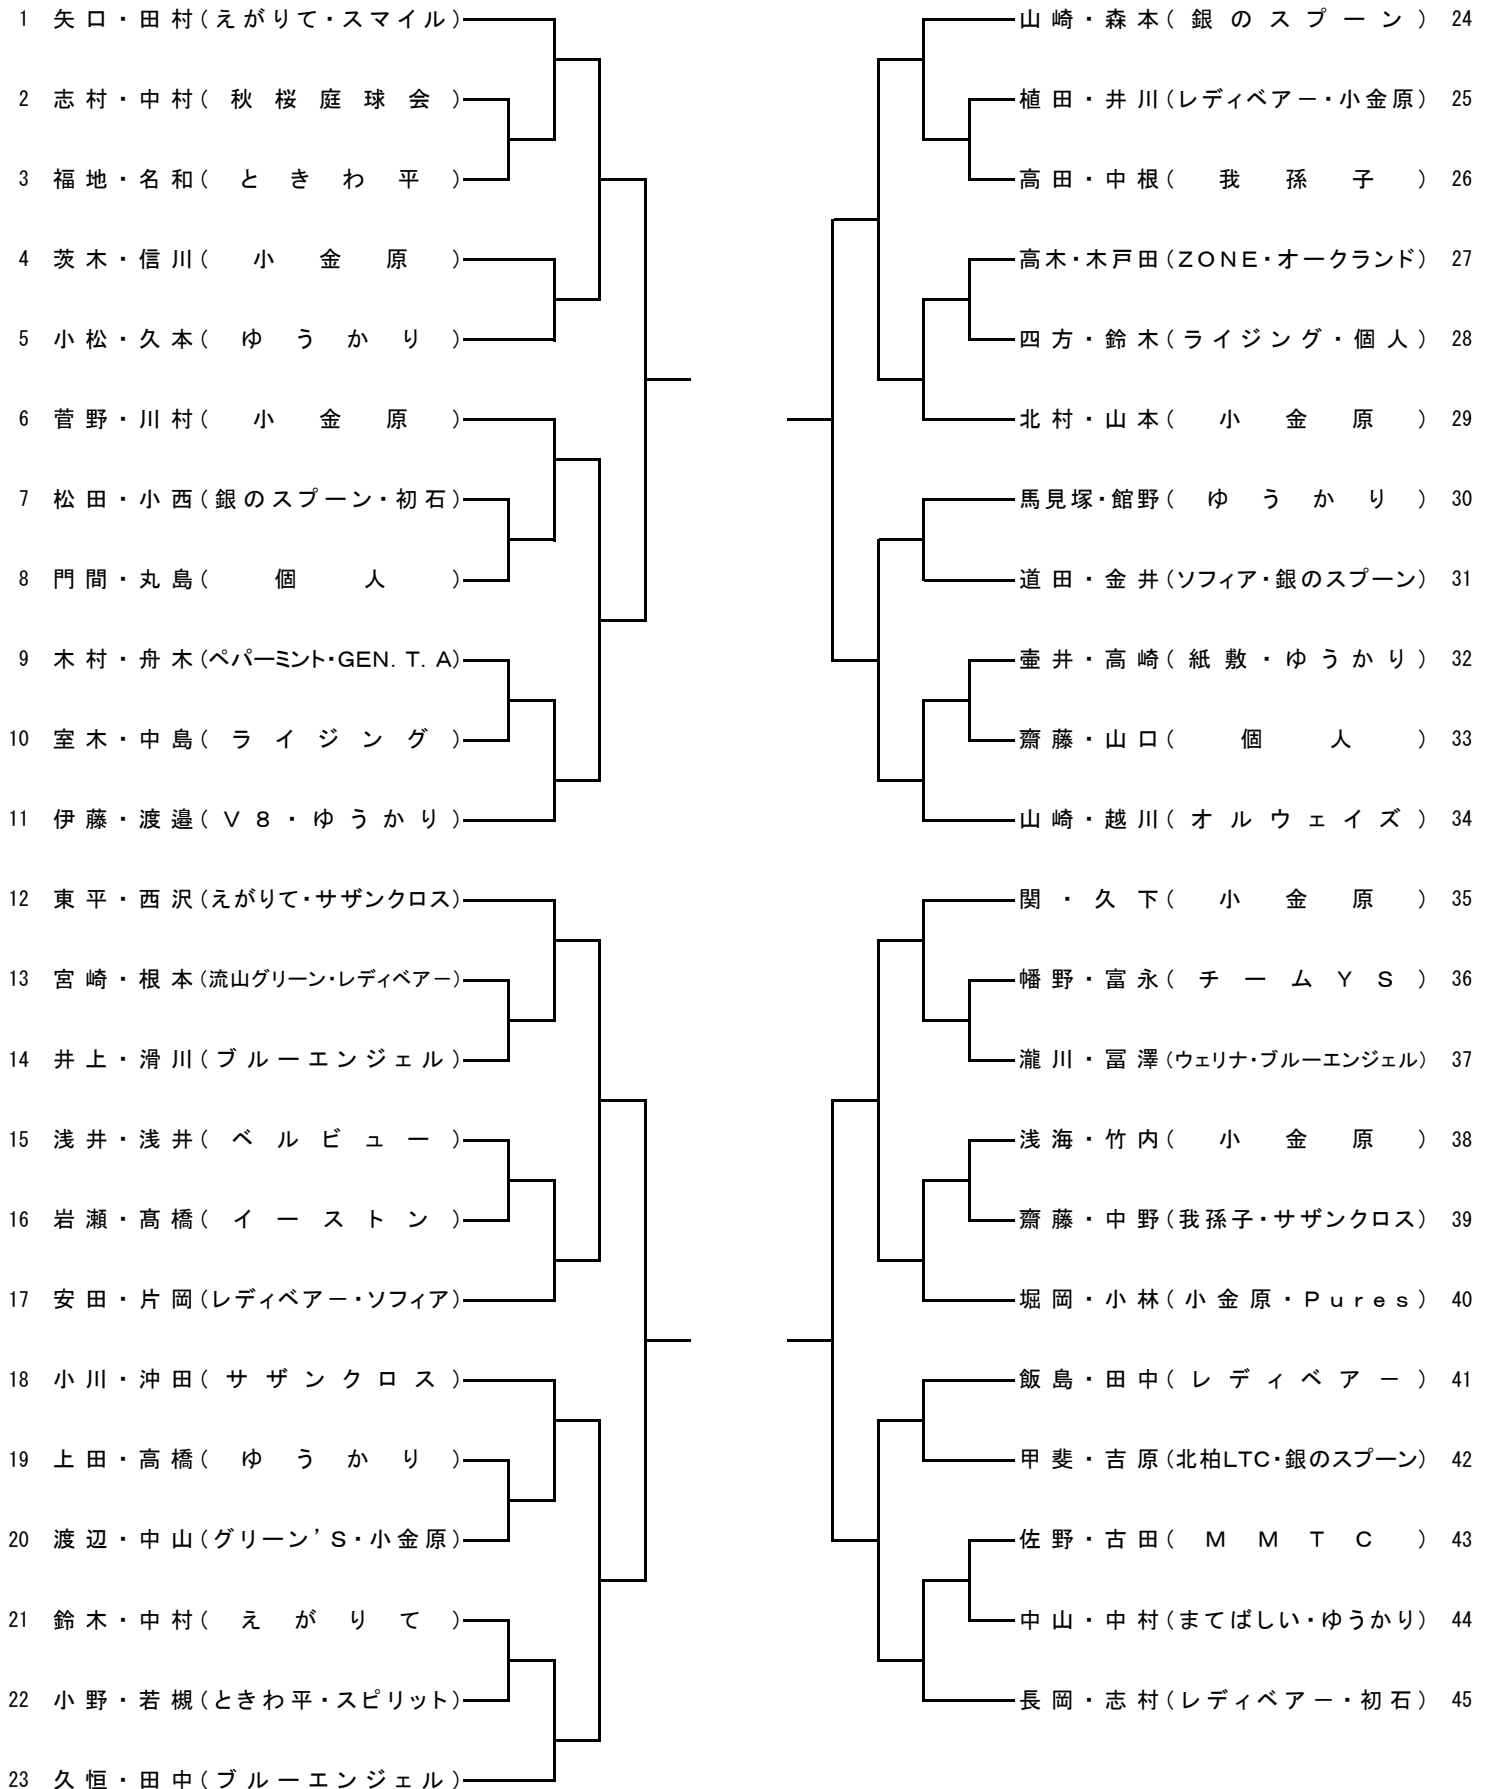 1 矢口・田村(えがりて・スマイル)
2 志村・中村(秋桜庭球会)
3 福地・名和(ときわ平)
4 茨木・信川(小金原)
5 小松・久本(ゆうかり)
6 菅野・川村(小金原)
7 松田・小西(銀のスプーン・初石)
8 門間・丸島(個人)
9 木村・舟木(ペパーミント・GEN.T.A)
10 室木・中島(ライジング)
11 伊藤・渡邉(V8・ゆうかり)
12 東平・西沢(えがりて・サザンクロス)
13 宮崎・根本(流山グリーン・レディベアー)
14 井上・滑川(ブルーエンジェル)
15 浅井・浅井(ベルビュー)
16 岩瀬・髙橋(イーストン)
17 安田・片岡(レディベアー・ソフィア)
18 小川・沖田(サザンクロス)
19 上田・高橋(ゆうかり)
20 渡辺・中山(グリーン’S・小金原)
21 鈴木・中村(えがりて)
22 小野・若槻(ときわ平・スピリット)
23 久恒・田中(ブルーエンジェル)
山崎・森本(銀のスプーン) 24
植田・井川(レディベアー・小金原) 25
高田・中根(我孫子) 26
高木・木戸田(ZONE・オークランド) 27
四方・鈴木(ライジング・個人) 28
北村・山本(小金原) 29
馬見塚・館野(ゆうかり) 30
道田・金井(ソフィア・銀のスプーン) 31
壷井・高崎(紙敷・ゆうかり) 32
齋藤・山口(個人) 33
山崎・越川(オルウェイズ) 34
関・久下(小金原) 35
幡野・富永(チームYS) 36
瀧川・冨澤(ウェリナ・ブルーエンジェル) 37
浅海・竹内(小金原) 38
齋藤・中野(我孫子・サザンクロス) 39
堀岡・小林(小金原・Pures) 40
飯島・田中(レディベアー) 41
甲斐・吉原(北柏LTC・銀のスプーン) 42
佐野・古田(MMTC) 43
中山・中村(まてばしい・ゆうかり) 44
長岡・志村(レディベアー・初石) 45